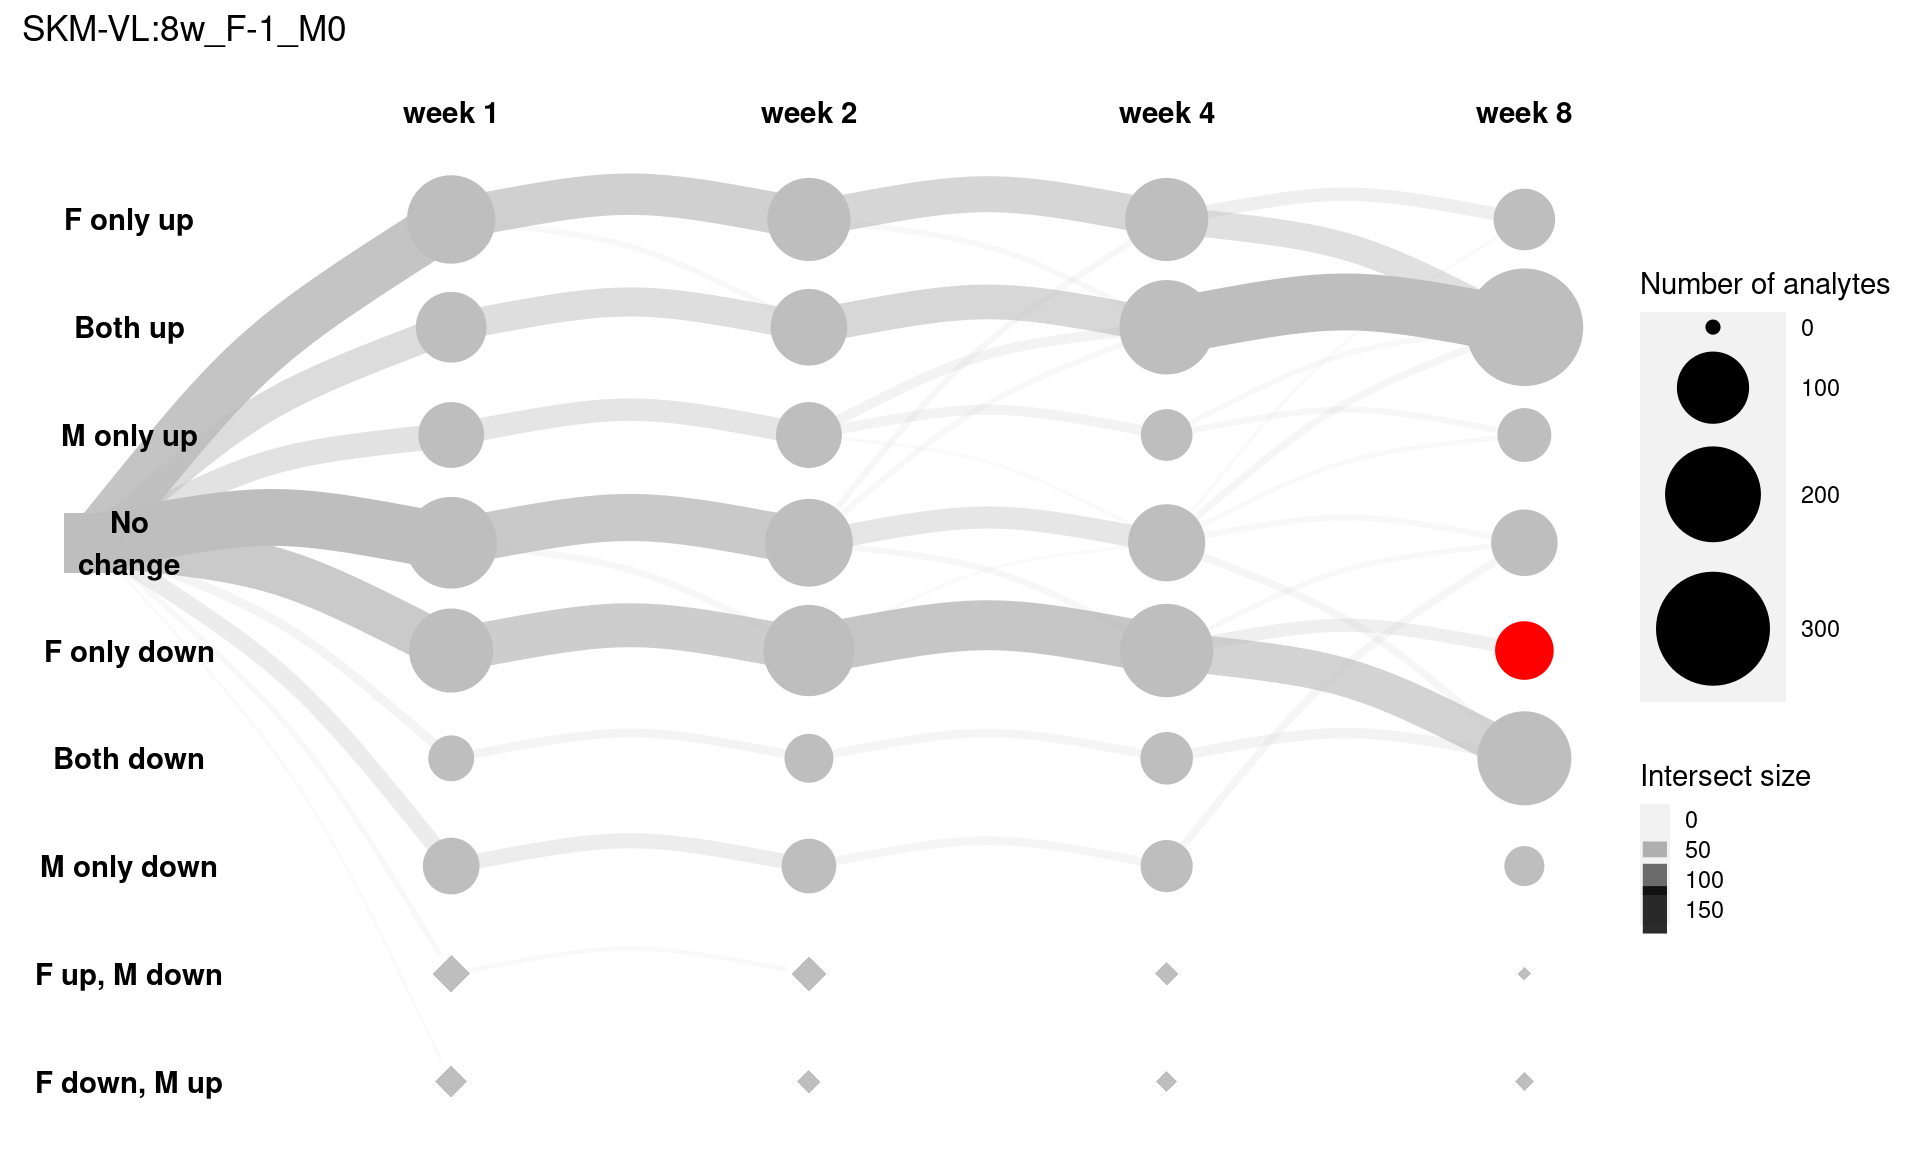 SKM-VL:8w_F-1_M0
week 1 week 2 week 4 week 8
F only up
Both up
M only up
No
change
F only down
Both down
M only down
F up, M down
F down, M up
Number of analytes
0
100
200
300
Intersect size
0
50
100
150